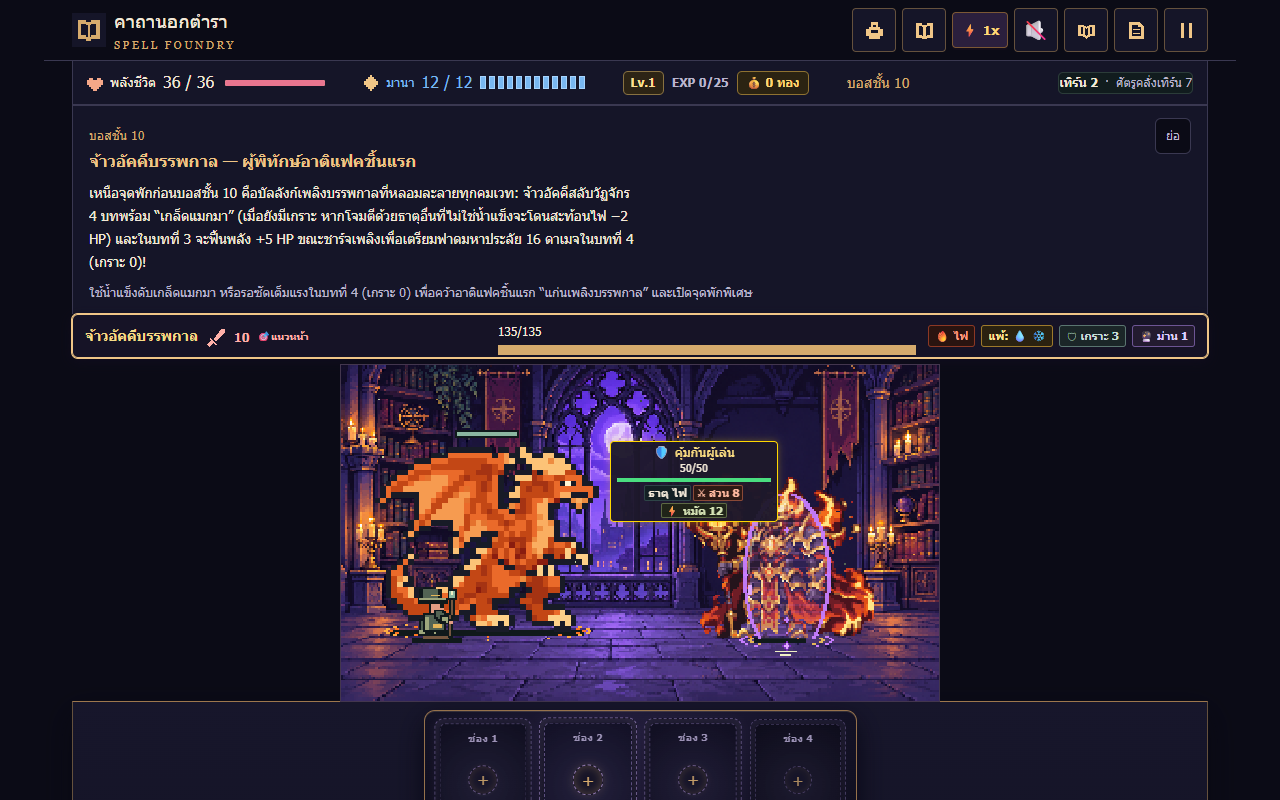 คาถานอกตำรา
SPELL FOUNDRY
1x
พลังชีวิต 36 / 36 มานา 12 / 12 Lv.1 EXP 0/25 0 ทอง บอสชั้น 10 เทิร์น 2 · ศัตรูคลั่งเทิร์น 7
บอสชั้น 10
ย่อ
จ้าวอัคคีบรรพกาล — ผู้พิทักษ์อาติแฟคชิ้นแรก
เหนือจุดพักก่อนบอสชั้น 10 คือบัลลังก์เพลิงบรรพกาลที่หลอมละลายทุกคมเวท: จ้าวอัคคีสลับวัฏจักร
4 บทพร้อม “เกล็ดแมกมา” (เมื่อยังมีเกราะ หากโจมตีด้วยธาตุอื่นที่ไม่ใช่น้ำแข็งจะโดนสะท้อนไฟ −2
HP) และในบทที่ 3 จะฟื้นพลัง +5 HP ขณะชาร์จเพลิงเพื่อเตรียมฟาดมหาประลัย 16 ดาเมจในบทที่ 4
(เกราะ 0)!
ใช้น้ำแข็งดับเกล็ดแมกมา หรือรอซัดเต็มแรงในบทที่ 4 (เกราะ 0) เพื่อคว้าอาติแฟคชิ้นแรก “แก่นเพลิงบรรพกาล” และเปิดจุดพักพิเศษ
จ้าวอัคคีบรรพกาล 10 แนวหน้า 135/135 ไฟ แพ้: เกราะ 3 ม่าน 1
คุ้มกันผู้เล่น
50/50
ธาตุ ไฟ สวน 8
หมัด 12
ช่อง 1 ช่อง 2 ช่อง 3 ช่อง 4
+ + + +